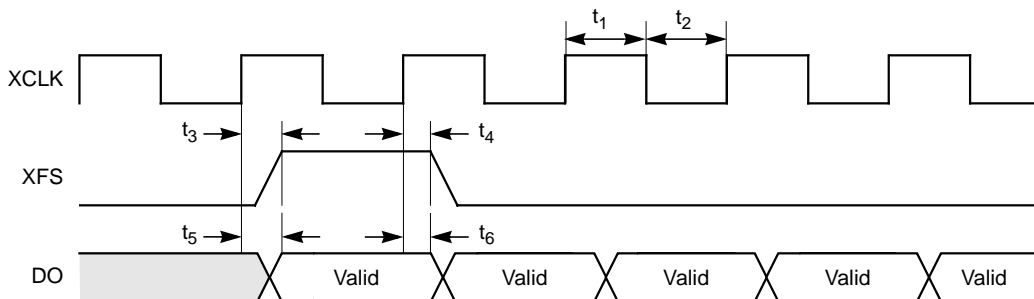 t1 t2
XCLK
t3 t4
XFS
t5 t6
DO Valid Valid Valid Valid Valid